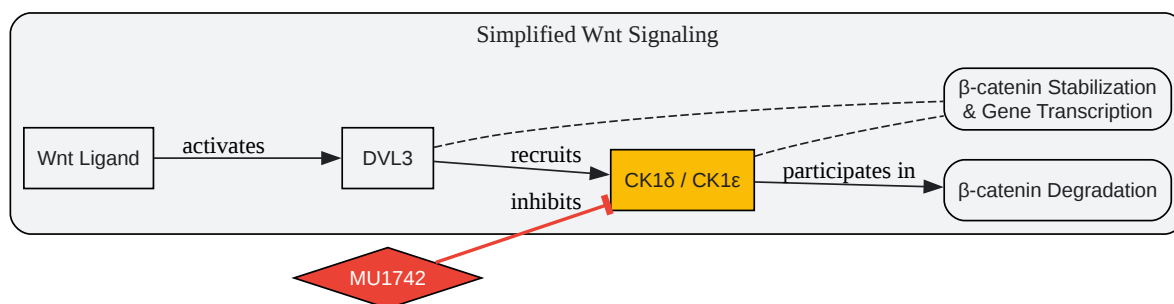 Simplified Wnt Signaling
β-catenin Stabilization
& Gene Transcription
Wnt Ligand
activates
DVL3
recruits
CK1δ / CK1ε
participates in
β-catenin Degradation
inhibits
MU1742